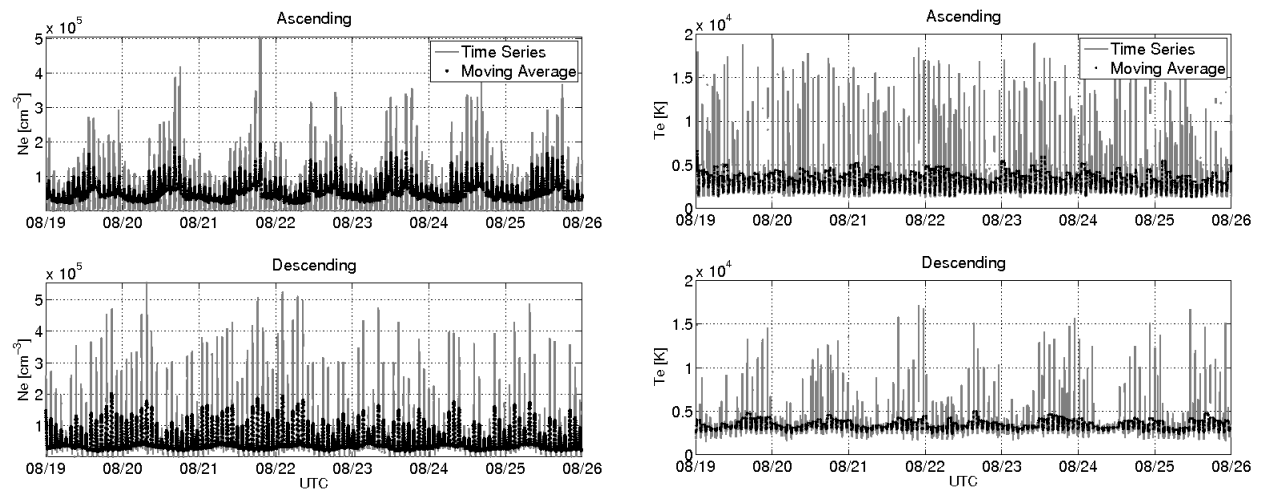 Ascending
x 10^5
Time Series
Moving Average
Ne [cm^-3]
5
4
3
2
1
08/19 08/20 08/21 08/22 08/23 08/24 08/25 08/26
Ascending
x 10^4
Time Series
Moving Average
Te [K]
2
1.5
1
0.5
0
08/19 08/20 08/21 08/22 08/23 08/24 08/25 08/26
Descending
x 10^5
Ne [cm^-3]
5
4
3
2
1
08/19 08/20 08/21 08/22 08/23 08/24 08/25 08/26
UTC
Descending
x 10^4
Te [K]
2
1.5
1
0.5
0
08/19 08/20 08/21 08/22 08/23 08/24 08/25 08/26
UTC